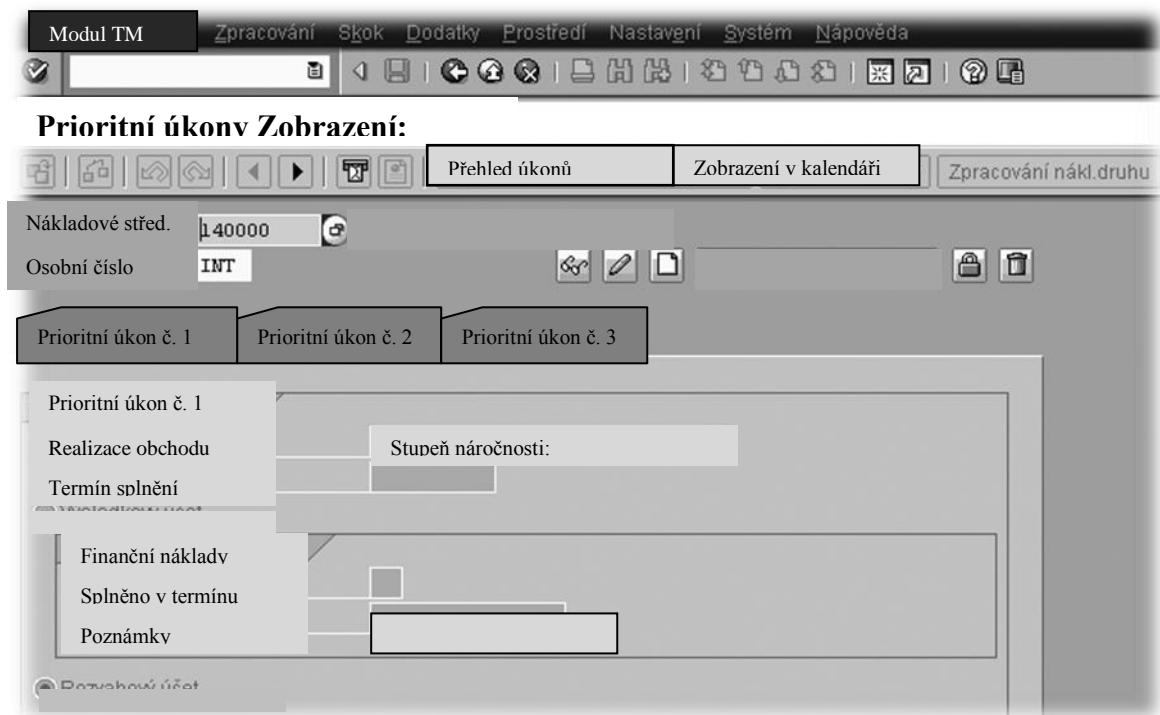 Modul TM Zpracování Skok Dodatky Prostředí Nastavení Systém Nápověda
Prioritní úkony Zobrazení:
Přehled úkonů Zobrazení v kalendáři Zpracování nákl.druhu
Nákladové střed. 140000
Osobní číslo INT
Prioritní úkon č. 1 Prioritní úkon č. 2 Prioritní úkon č. 3
Prioritní úkon č. 1
Realizace obchodu Stupeň náročnosti:
Termín splnění
Finanční náklady
Splněno v termínu
Poznámky
Rozvahový účet